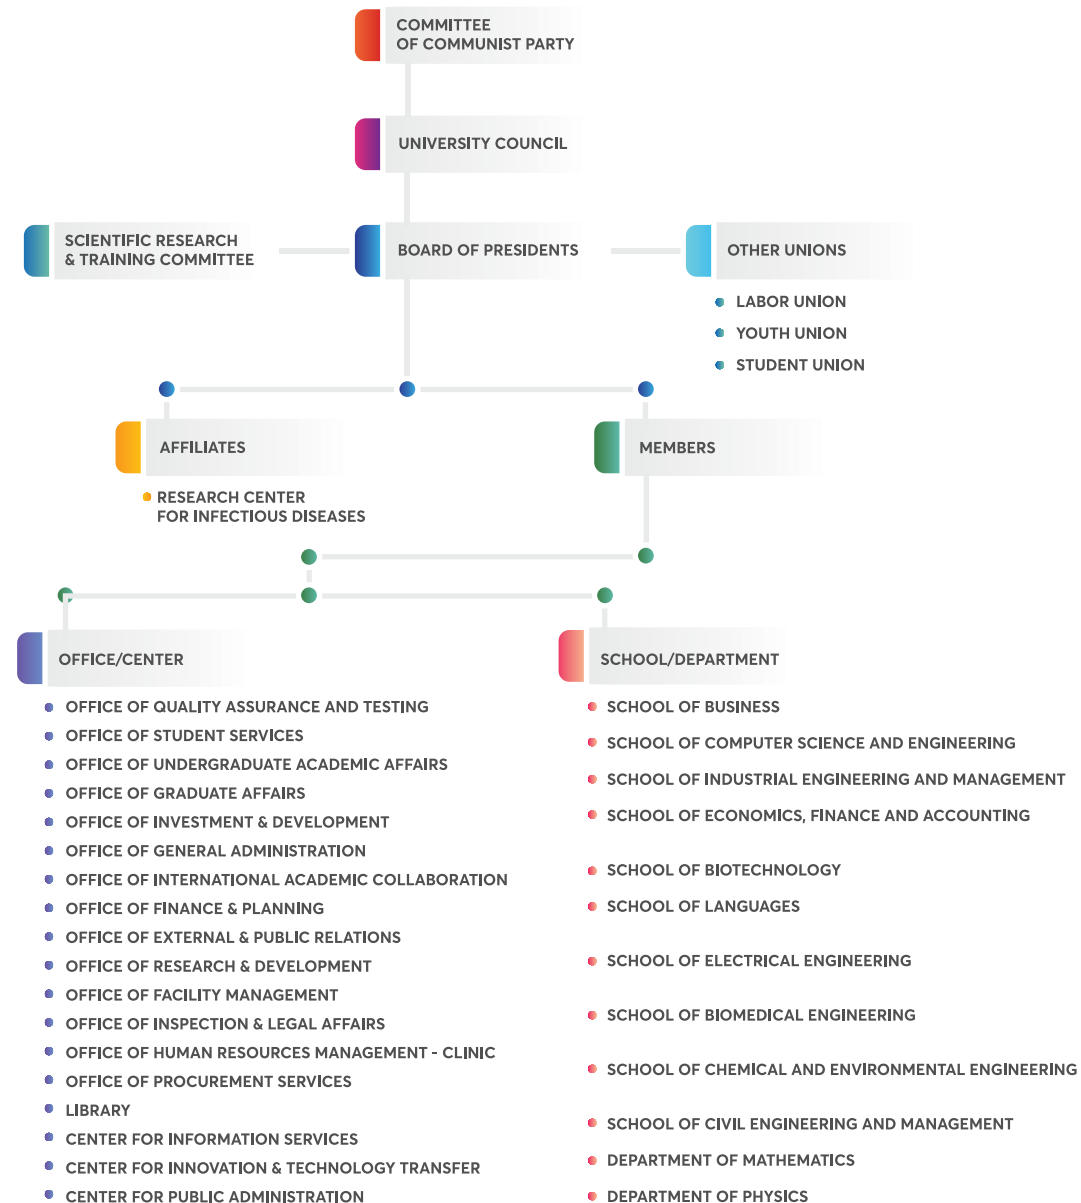 COMMITTEE
OF COMMUNIST PARTY
UNIVERSITY COUNCIL
SCIENTIFIC RESEARCH
& TRAINING COMMITTEE
BOARD OF PRESIDENTS
OTHER UNIONS
LABOR UNION
YOUTH UNION
STUDENT UNION
AFFILIATES
RESEARCH CENTER
FOR INFECTIOUS DISEASES
MEMBERS
OFFICE/CENTER
OFFICE OF QUALITY ASSURANCE AND TESTING
OFFICE OF STUDENT SERVICES
OFFICE OF UNDERGRADUATE ACADEMIC AFFAIRS
OFFICE OF GRADUATE AFFAIRS
OFFICE OF INVESTMENT & DEVELOPMENT
OFFICE OF GENERAL ADMINISTRATION
OFFICE OF INTERNATIONAL ACADEMIC COLLABORATION
OFFICE OF FINANCE & PLANNING
OFFICE OF EXTERNAL & PUBLIC RELATIONS
OFFICE OF RESEARCH & DEVELOPMENT
OFFICE OF FACILITY MANAGEMENT
OFFICE OF INSPECTION & LEGAL AFFAIRS
OFFICE OF HUMAN RESOURCES MANAGEMENT - CLINIC
OFFICE OF PROCUREMENT SERVICES
LIBRARY
CENTER FOR INFORMATION SERVICES
CENTER FOR INNOVATION & TECHNOLOGY TRANSFER
CENTER FOR PUBLIC ADMINISTRATION
SCHOOL/DEPARTMENT
SCHOOL OF BUSINESS
SCHOOL OF COMPUTER SCIENCE AND ENGINEERING
SCHOOL OF INDUSTRIAL ENGINEERING AND MANAGEMENT
SCHOOL OF ECONOMICS, FINANCE AND ACCOUNTING
SCHOOL OF BIOTECHNOLOGY
SCHOOL OF LANGUAGES
SCHOOL OF ELECTRICAL ENGINEERING
SCHOOL OF BIOMEDICAL ENGINEERING
SCHOOL OF CHEMICAL AND ENVIRONMENTAL ENGINEERING
SCHOOL OF CIVIL ENGINEERING AND MANAGEMENT
DEPARTMENT OF MATHEMATICS
DEPARTMENT OF PHYSICS